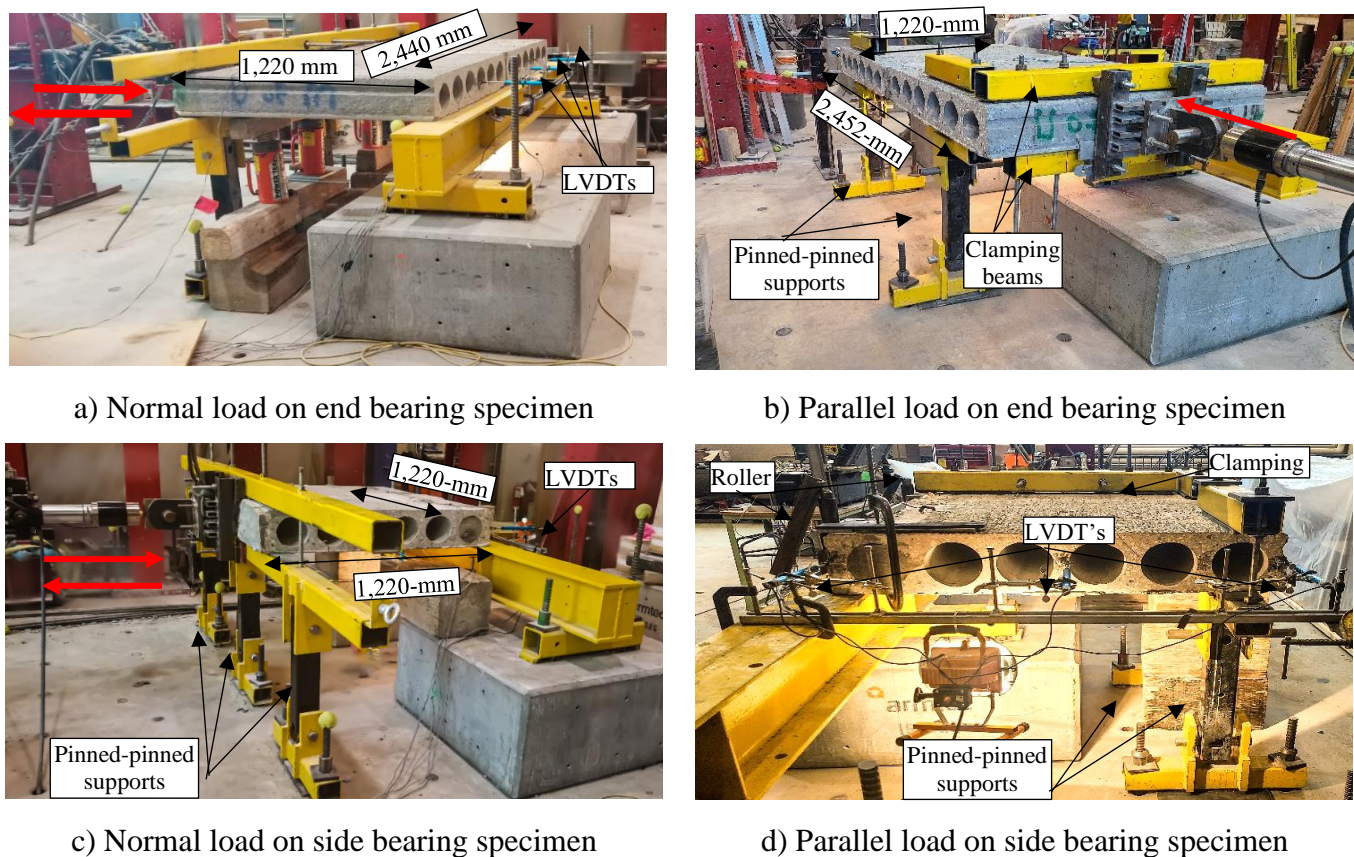 2,440 mm
1,220 mm
LVDTs
1,220-mm
2,452-mm
Pinned-pinned
supports
Clamping
beams
a) Normal load on end bearing specimen
b) Parallel load on end bearing specimen
1,220-mm
LVDTs
1,220-mm
Pinned-pinned
supports
armtec
Roller
Clamping
LVDT’s
Pinned-pinned
supports
c) Normal load on side bearing specimen
d) Parallel load on side bearing specimen